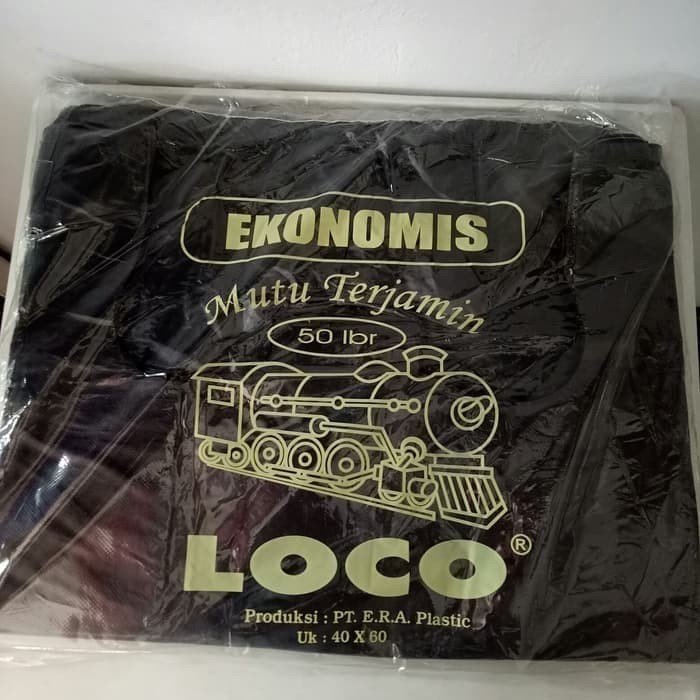 EKONOMIS
Mutu Terjamin
50 lbr
LOCO®
Produksi : PT. E.R.A. Plastic
Uk : 40 X 60